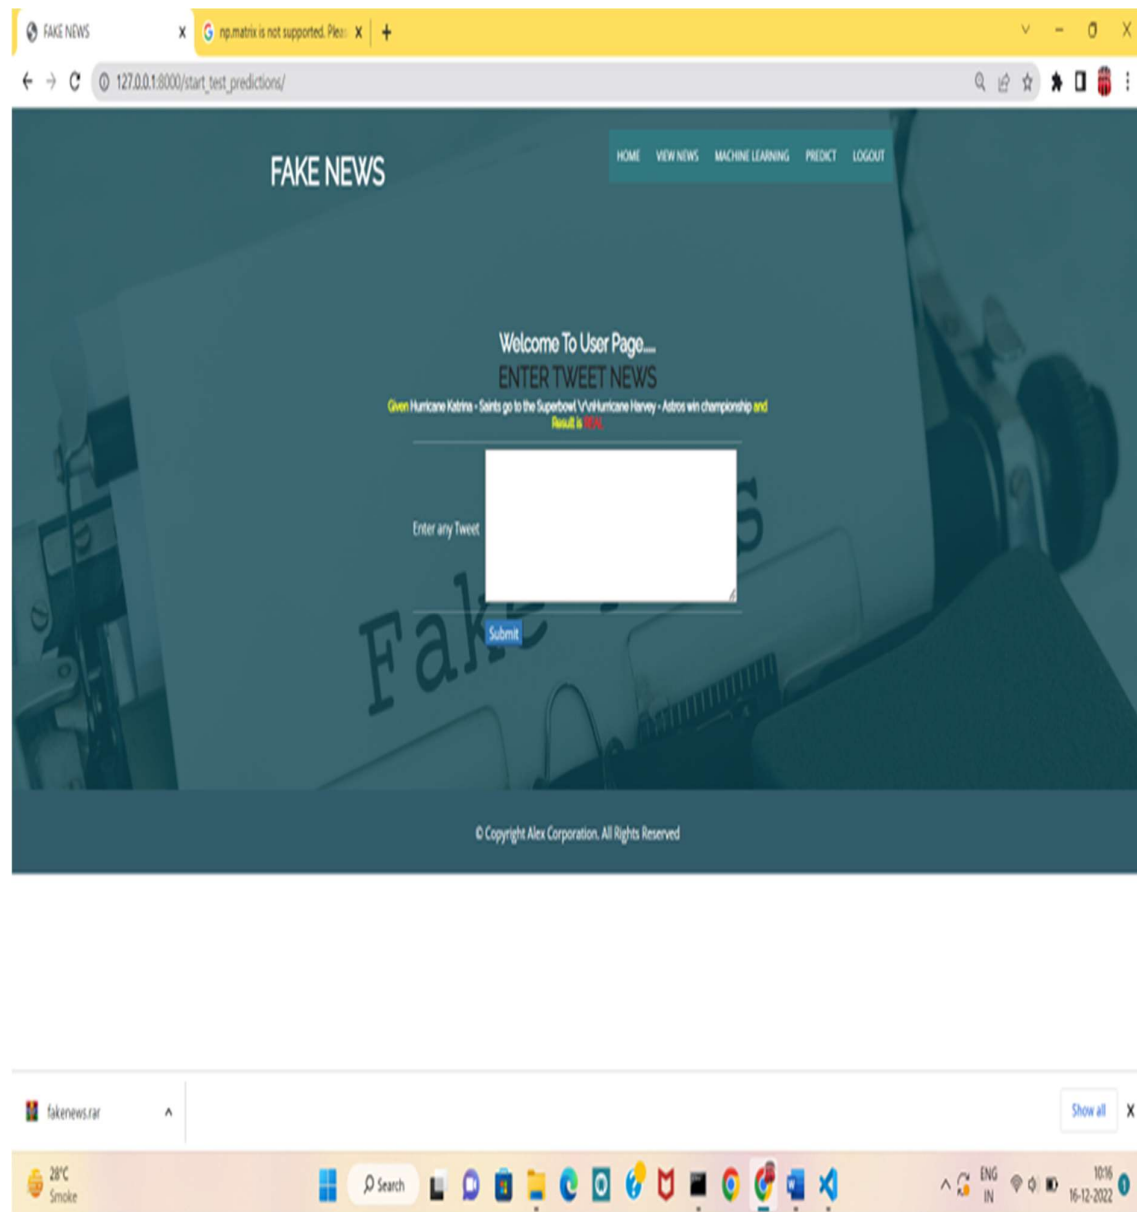 FAKE NEWS
np.matrix is not supported. Pleas
127.0.0.1:8000/start_test_predictions/
FAKE NEWS
HOME VIEW NEWS MACHINE LEARNING PREDICT LOGOUT
Welcome To User Page.....
ENTER TWEET NEWS
Given Hurricane Katrina - Saints go to the Superbowl \r\nHurricane Harvey - Astros win championship and
Result is REAL
Enter any Tweet
Fake
s
Submit
© Copyright Alex Corporation. All Rights Reserved
fakenews.rar
Show all
28°C
Smoke
Search
ENG
IN
10:16
16-12-2022
1